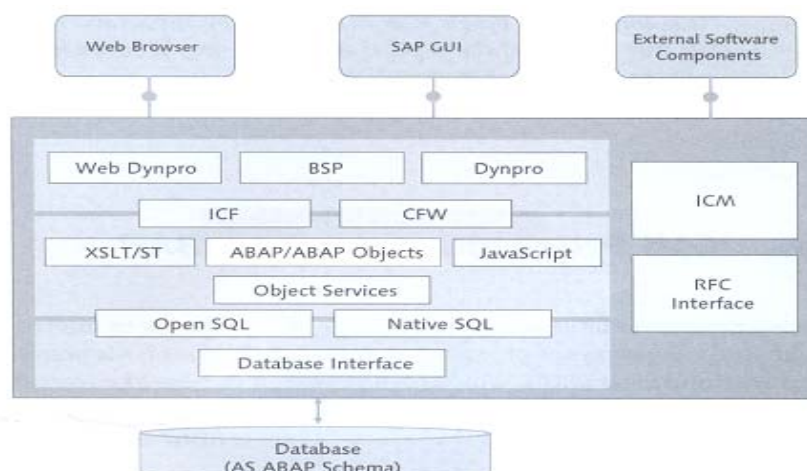 Web Browser
SAP GUI
External Software
Components
Web Dynpro
BSP
Dynpro
ICM
ICF
CFW
XSLT/ST
ABAP/ABAP Objects
JavaScript
Object Services
RFC
Interface
Open SQL
Native SQL
Database Interface
Database
(AS ABAP Schema)